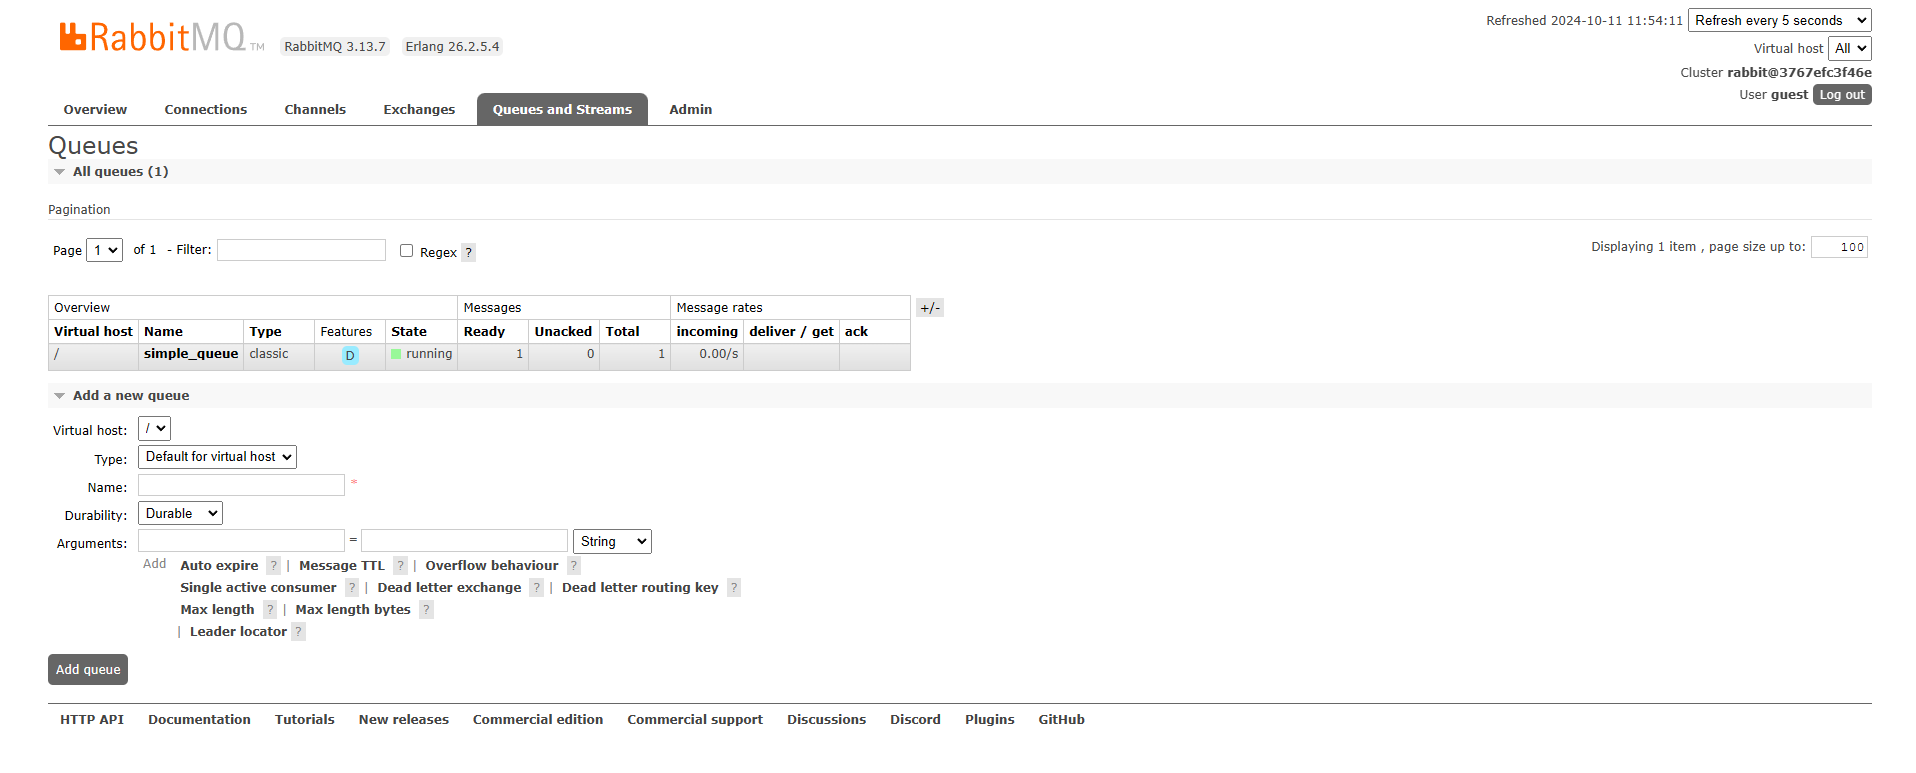 RabbitMQ TM RabbitMQ 3.13.7 Erlang 26.2.5.4
Refreshed 2024-10-11 11:54:11 Refresh every 5 seconds
Virtual host All
Cluster rabbit@3767efc3f46e
User guest Log out
Overview Connections Channels Exchanges Queues and Streams Admin
Queues
All queues (1)
Pagination
Page 1 of 1 - Filter: Regex ? Displaying 1 item , page size up to: 100
Overview Messages Message rates +/-
Virtual host Name Type Features State Ready Unacked Total incoming deliver / get ack
/ simple_queue classic D running 1 0 1 0.00/s
Add a new queue
Virtual host: /
Type: Default for virtual host
Name: *
Durability: Durable
Arguments: = String
Add Auto expire ? | Message TTL ? | Overflow behaviour ?
Single active consumer ? | Dead letter exchange ? | Dead letter routing key ?
Max length ? | Max length bytes ?
| Leader locator ?
Add queue
HTTP API Documentation Tutorials New releases Commercial edition Commercial support Discussions Discord Plugins GitHub